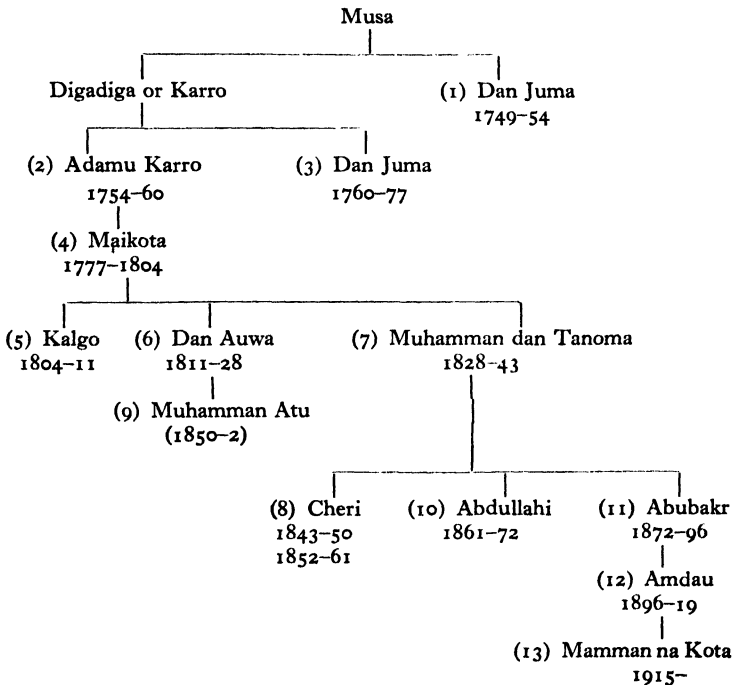 Musa
Digadiga or Karro
(1) Dan Juma
1749-54
(2) Adamu Karro
1754-60
(3) Dan Juma
1760-77
(4) Maikota
1777-1804
(5) Kalgo
1804-11
(6) Dan Auwa
1811-28
(7) Muhamman dan Tanoma
1828-43
(9) Muhamman Atu
(1850-2)
(8) Cheri
1843-50
1852-61
(10) Abdullahi
1861-72
(11) Abubakr
1872-96
(12) Amdau
1896-19
(13) Mamman na Kota
1915-